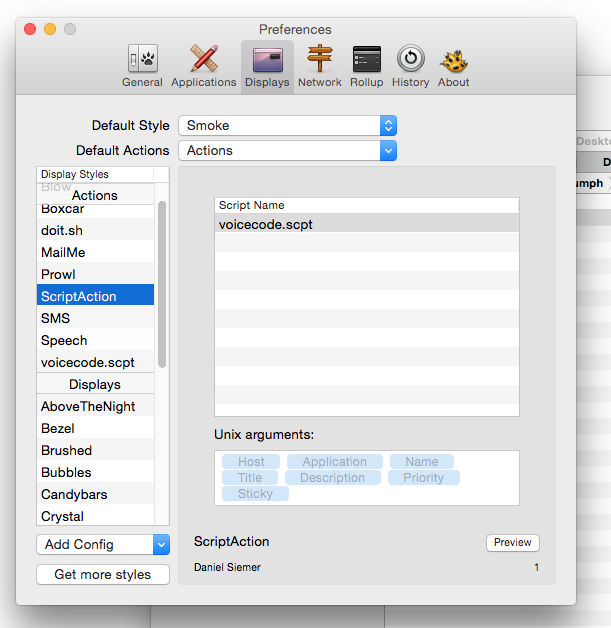 Preferences
General Applications Displays Network Rollup History About
Default Style Smoke
Default Actions Actions
Display Styles
Blow
Actions
Boxcar
doit.sh
MailMe
Prowl
ScriptAction
SMS
Speech
voicecode.scpt
Displays
AboveTheNight
Bezel
Brushed
Bubbles
Candybars
Crystal
Add Config
Get more styles
Script Name
voicecode.scpt
Unix arguments:
Host Application Name
Title Description Priority
Sticky
ScriptAction Preview
Daniel Siemer 1
Deskto
D
umph